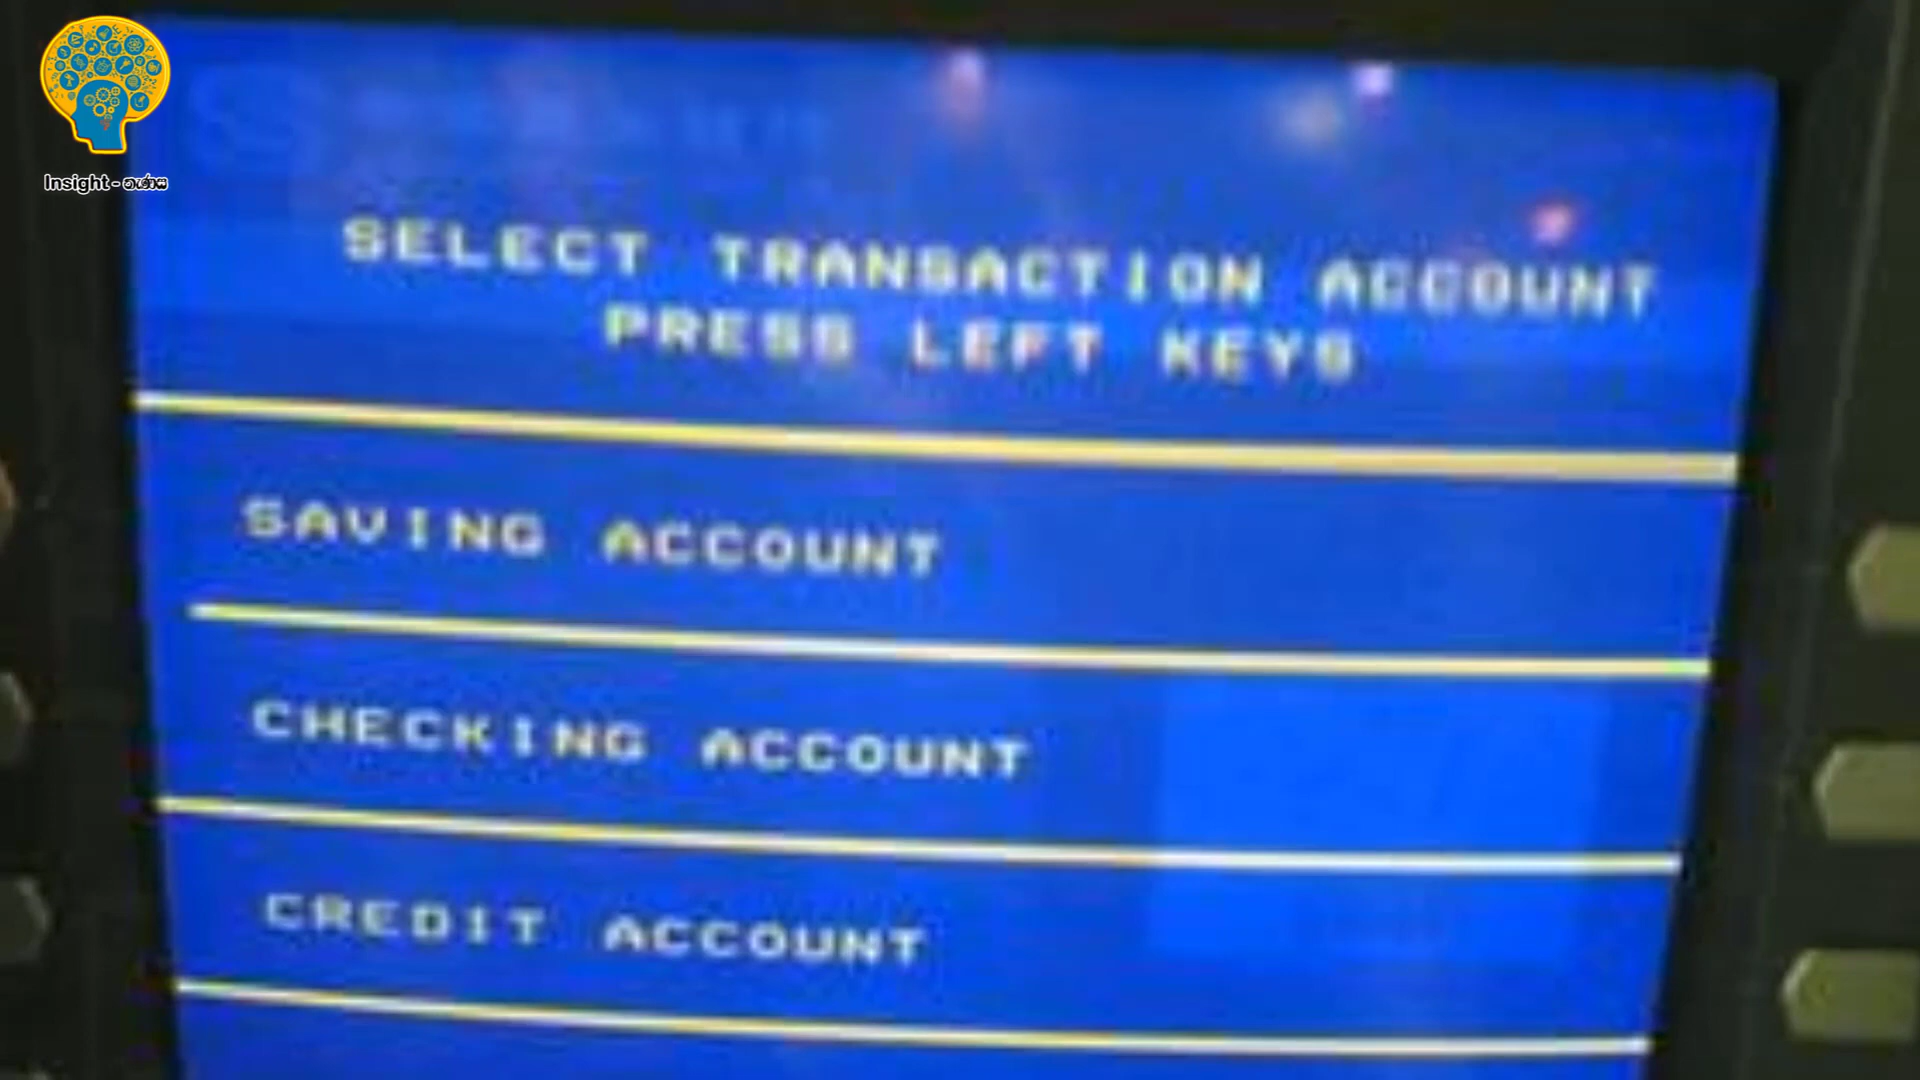 Insight -
SELECT TRANSACTION ACCOUNT
PRESS LEFT KEYS
SAVING ACCOUNT
CHECKING ACCOUNT
CREDIT ACCOUNT